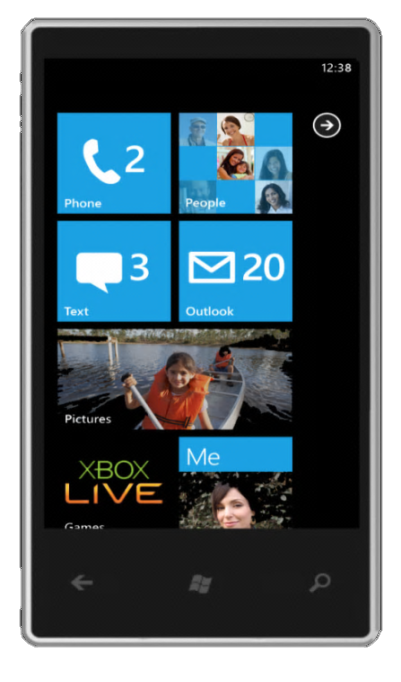 12:38
2
Phone
People
3
Text
20
Outlook
Pictures
XBOX
LIVE
Me
Games